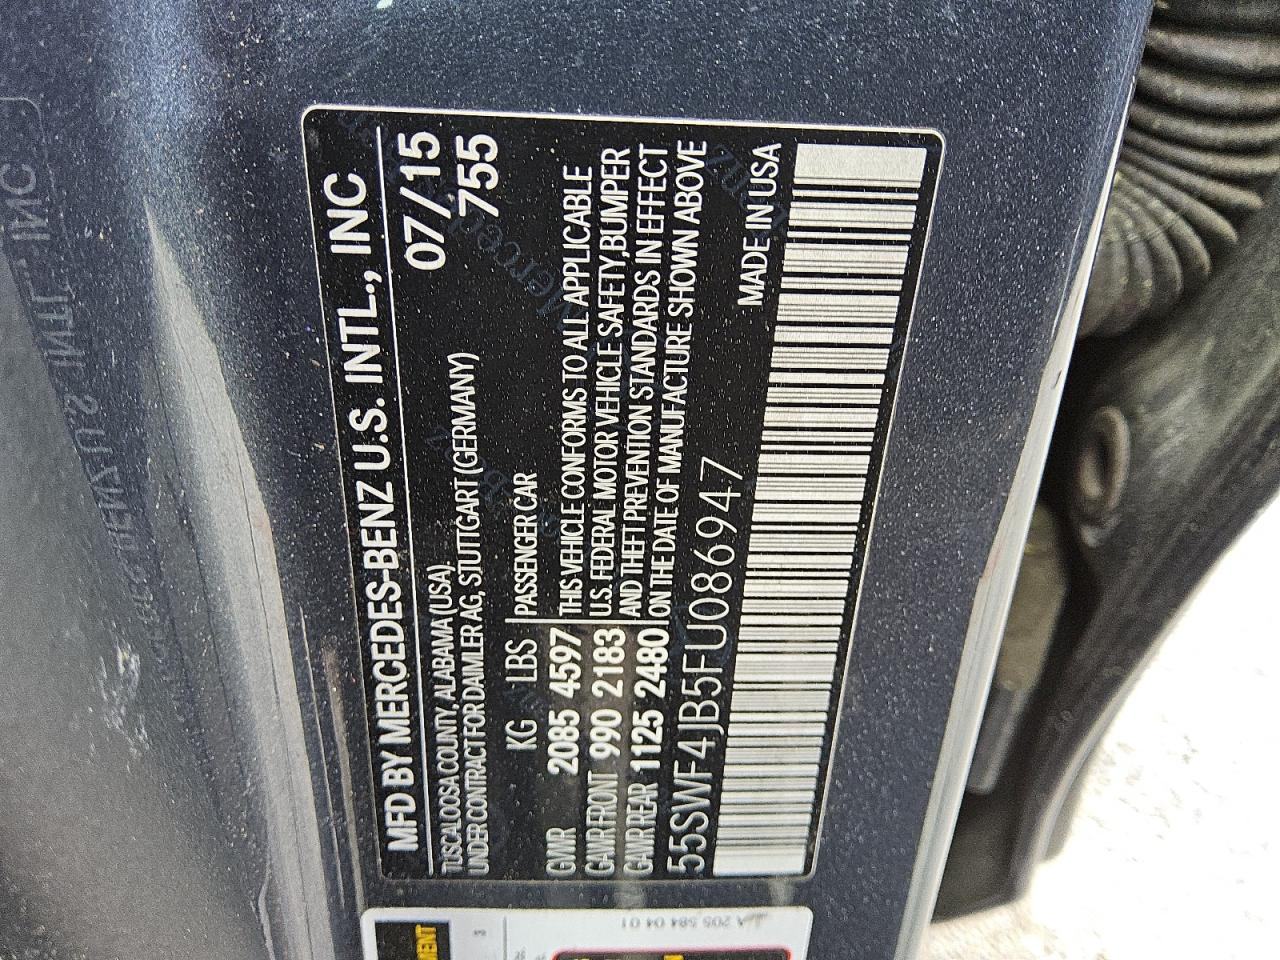 MFD BY MERCEDES-BENZ U.S. INTL., INC
TUSCALOOSA COUNTY, ALABAMA (USA), 07/15
UNDER CONTRACT FOR DAIMLER AG, STUTTGART (GERMANY) 755
KG LBS PASSENGER CAR
GVWR 2085 4597 THIS VEHICLE CONFORMS TO ALL APPLICABLE
GAWR FRONT 990 2183 U.S. FEDERAL MOTOR VEHICLE SAFETY, BUMPER
GAWR REAR 1125 2480 AND THEFT PREVENTION STANDARDS IN EFFECT
ON THE DATE OF MANUFACTURE SHOWN ABOVE
55SWF4JB5FU086947 MADE IN USA
A 205 584 04 01